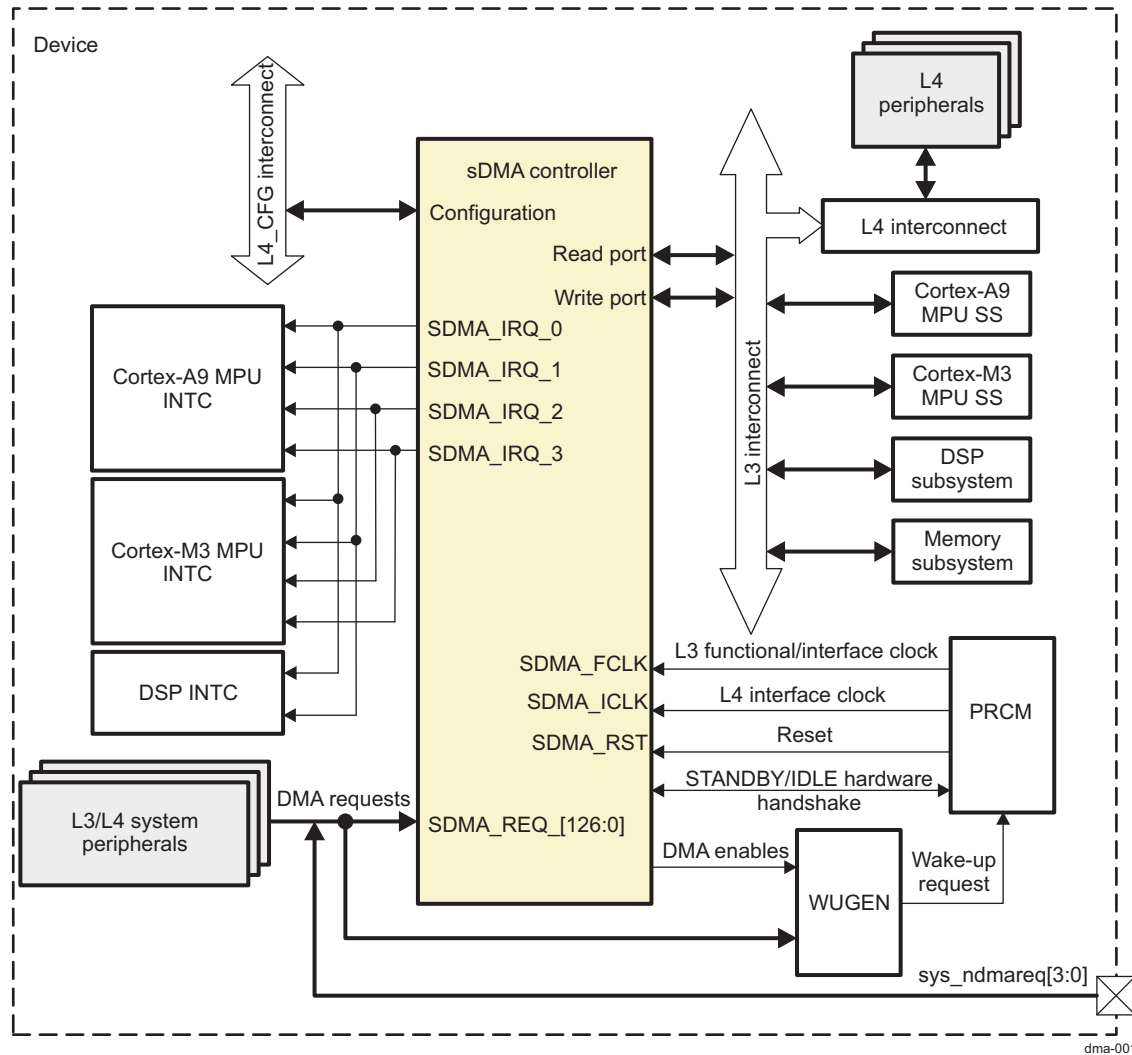 Device
L4_CFG interconnect
sDMA controller
Configuration
Read port
Write port
SDMA_IRQ_0
SDMA_IRQ_1
SDMA_IRQ_2
SDMA_IRQ_3
Cortex-A9 MPU
INTC
Cortex-M3 MPU
INTC
DSP INTC
L3 interconnect
L4
peripherals
L4 interconnect
Cortex-A9
MPU SS
Cortex-M3
MPU SS
DSP
subsystem
Memory
subsystem
SDMA_FCLK
L3 functional/interface clock
SDMA_ICLK
L4 interface clock
SDMA_RST
Reset
STANDBY/IDLE hardware
handshake
PRCM
L3/L4 system
peripherals
DMA requests
SDMA_REQ_[126:0]
DMA enables
WUGEN
Wake-up
request
sys_ndmareq[3:0]
dma-001